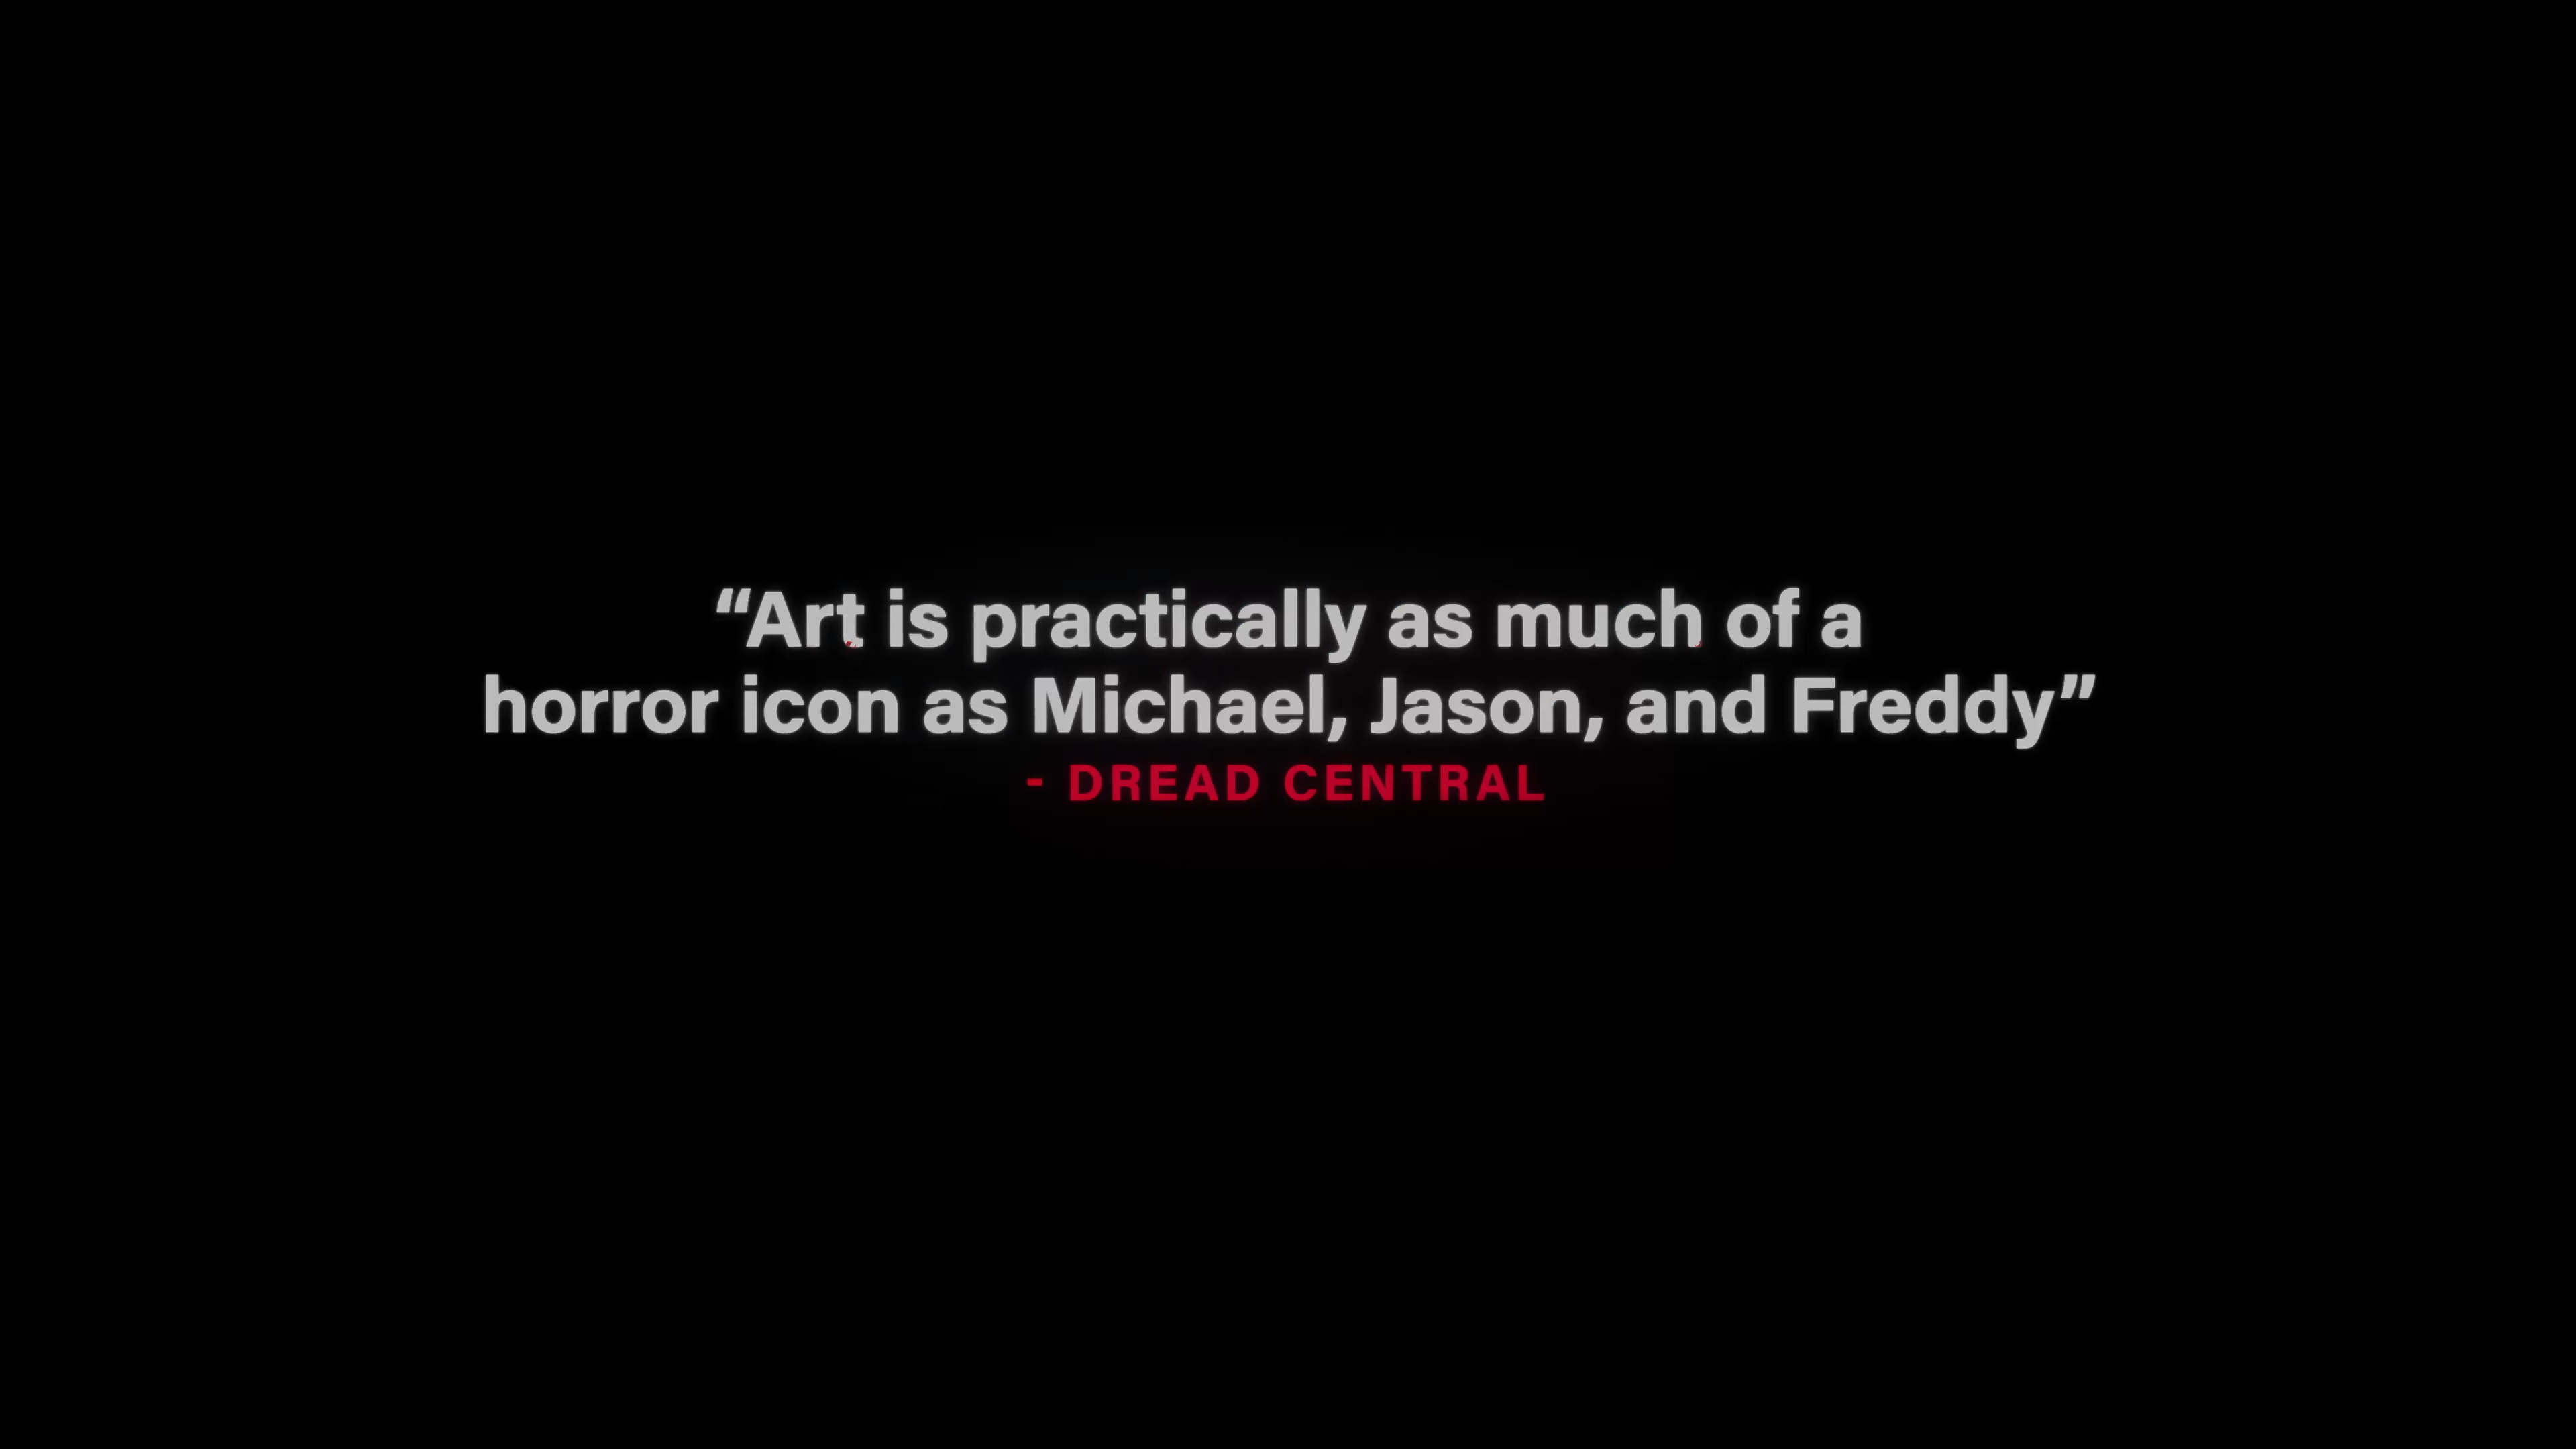 “Art is practically as much of a
horror icon as Michael, Jason, and Freddy”
- DREAD CENTRAL